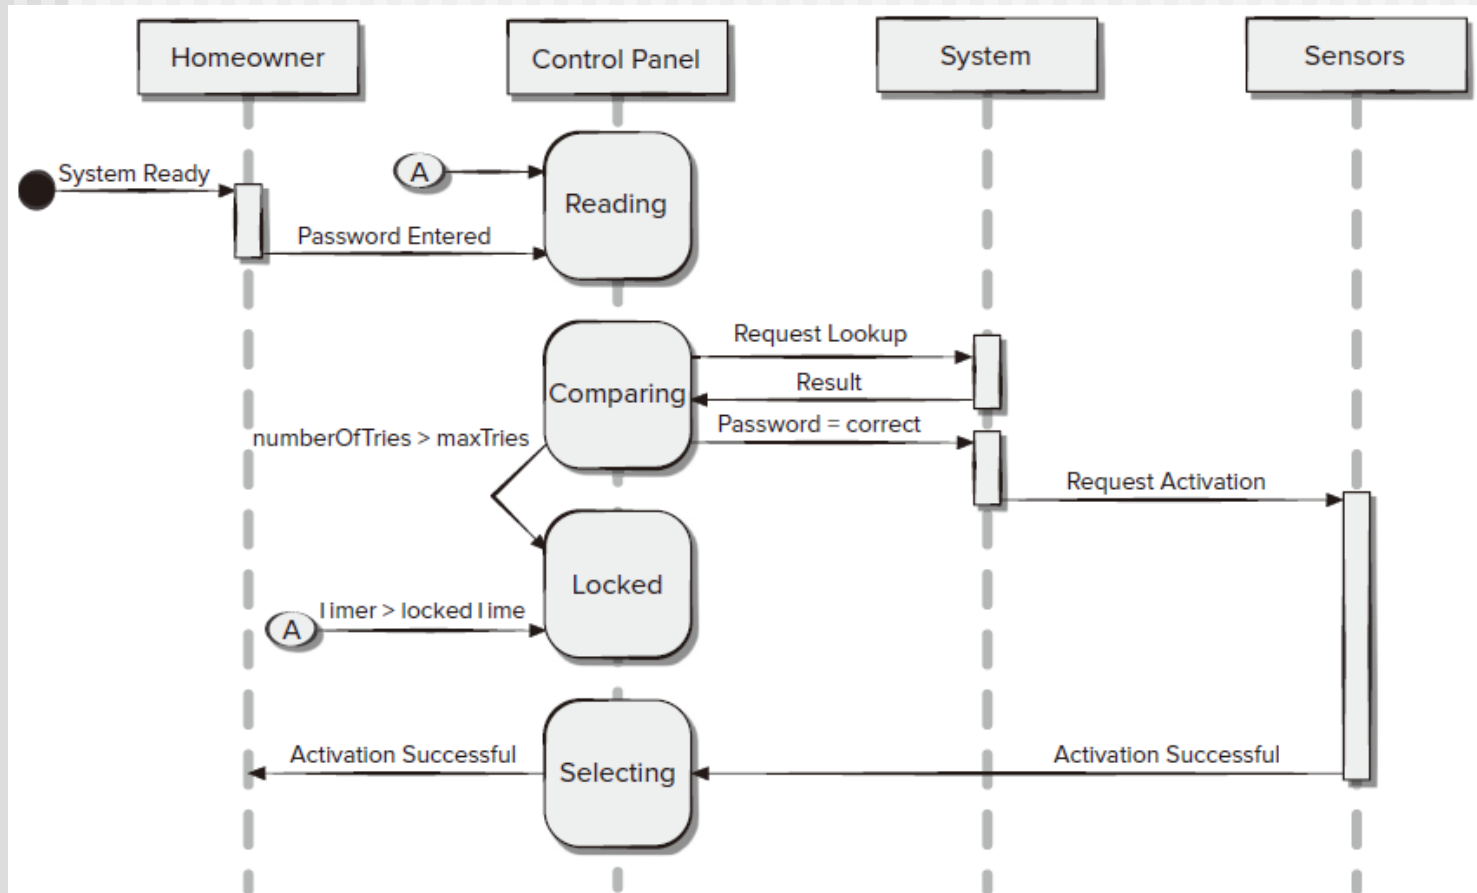 Homeowner
Control Panel
System
Sensors
System Ready
A
Reading
Password Entered
Request Lookup
Result
Comparing
Password = correct
numberOfTries > maxTries
Request Activation
Locked
Timer > lockedTime
A
Activation Successful
Selecting
Activation Successful